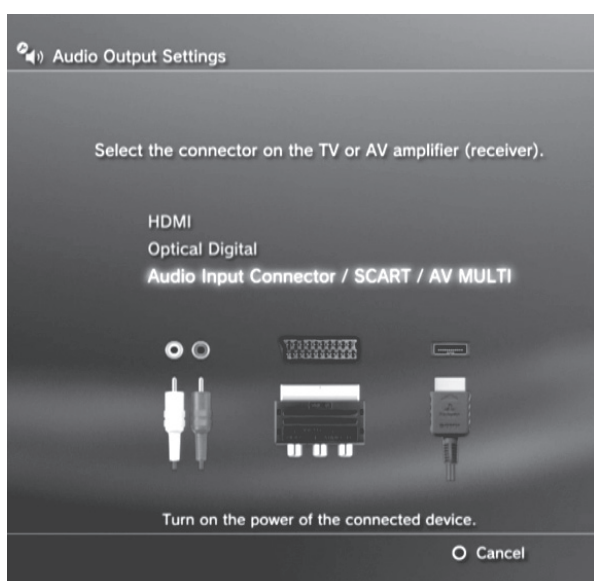 Audio Output Settings
Select the connector on the TV or AV amplifier (receiver).
HDMI
Optical Digital
Audio Input Connector / SCART / AV MULTI
Turn on the power of the connected device.
Cancel